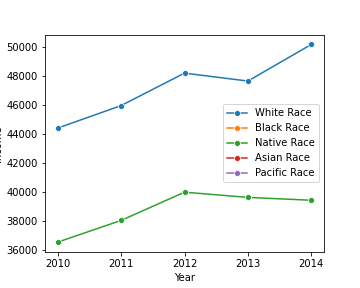 50000
48000
46000
44000
42000
40000
38000
36000
White Race
Black Race
Native Race
Asian Race
Pacific Race
2010 2011 2012 2013 2014
Year